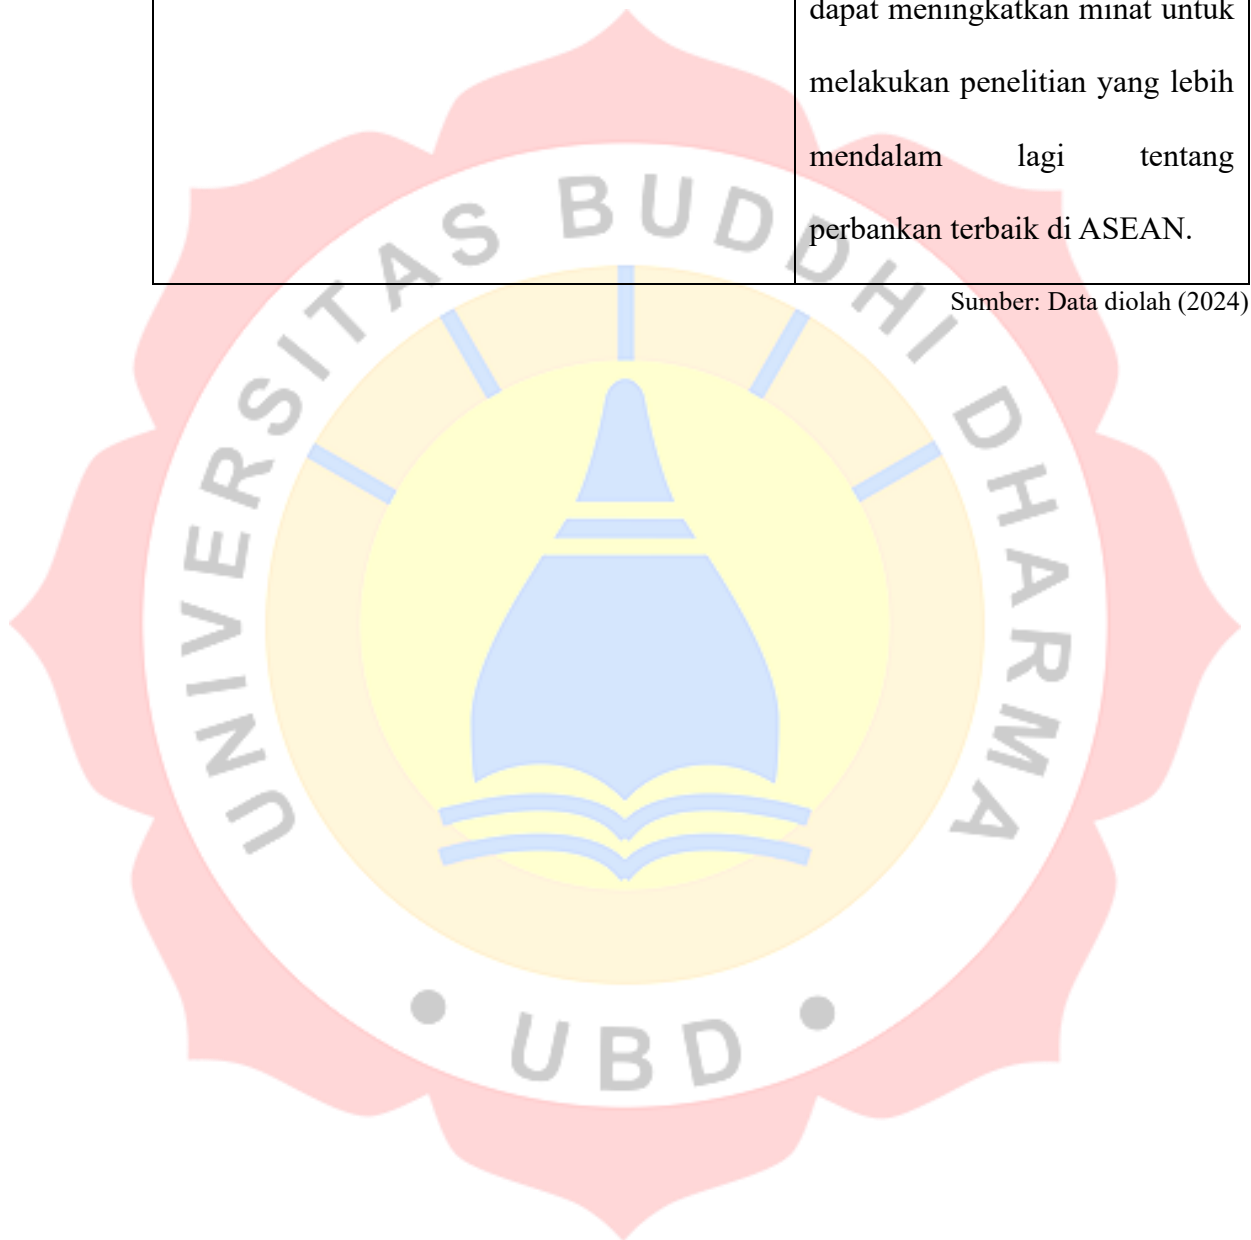 dapat meningkatkan minat untuk
melakukan penelitian yang lebih
mendalam lagi tentang
perbankan terbaik di ASEAN.
Sumber: Data diolah (2024)
UNIVERSITAS BUDDHI DHARMA
• UBD •